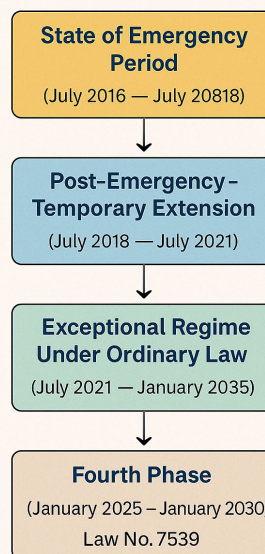 State of Emergency
Period
(July 2016 — July 20818)
Post-Emergency-
Temporary Extension
(July 2018 — July 2021)
Exceptional Regime
Under Ordinary Law
(July 2021 — January 2035)
Fourth Phase
(January 2025 – January 2030
Law No. 7539